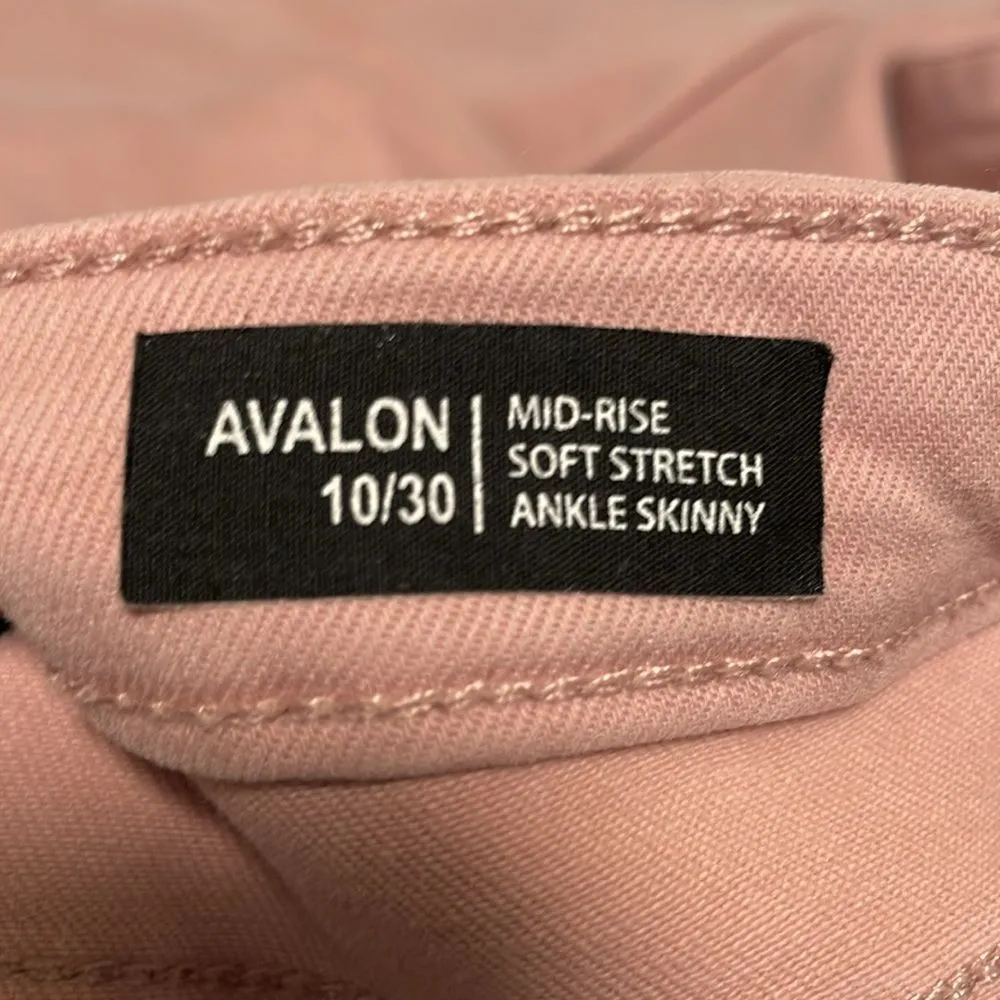 AVALON
10/30
MID-RISE
SOFT STRETCH
ANKLE SKINNY